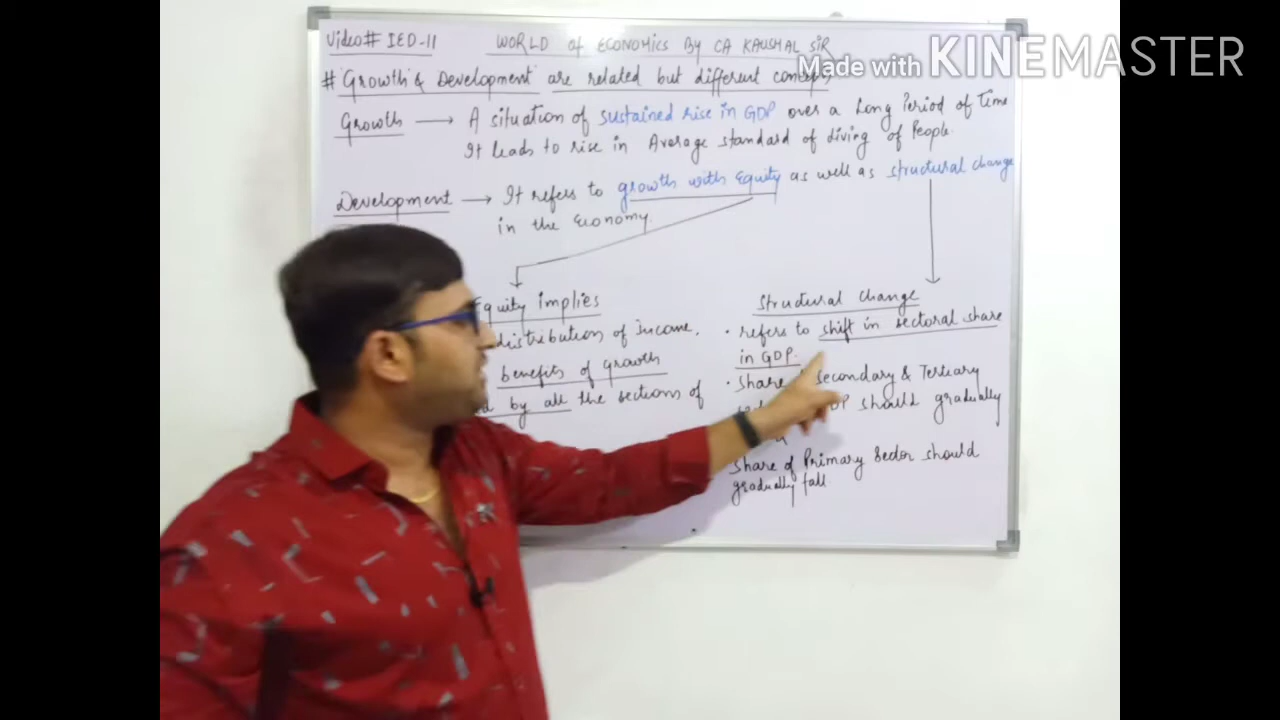 Video# IED-11
WORLD of ECONOMICS BY CA KAUSHAL SIR
Made with KINEMASTER
# Growth & Development are related but different concepts
Growth → A situation of sustained rise in GDP over a Long Period of Time
It leads to rise in Average standard of living of People.
Development → It refers to growth with Equity as well as structural change
in the Economy.
Equity implies
distribution of income.
benefits of growth
by all the sections of
Structural change
• refers to shift in sectoral share
in GDP.
• Share secondary & Tertiary
should gradually
Share of Primary Sector should
gradually fall